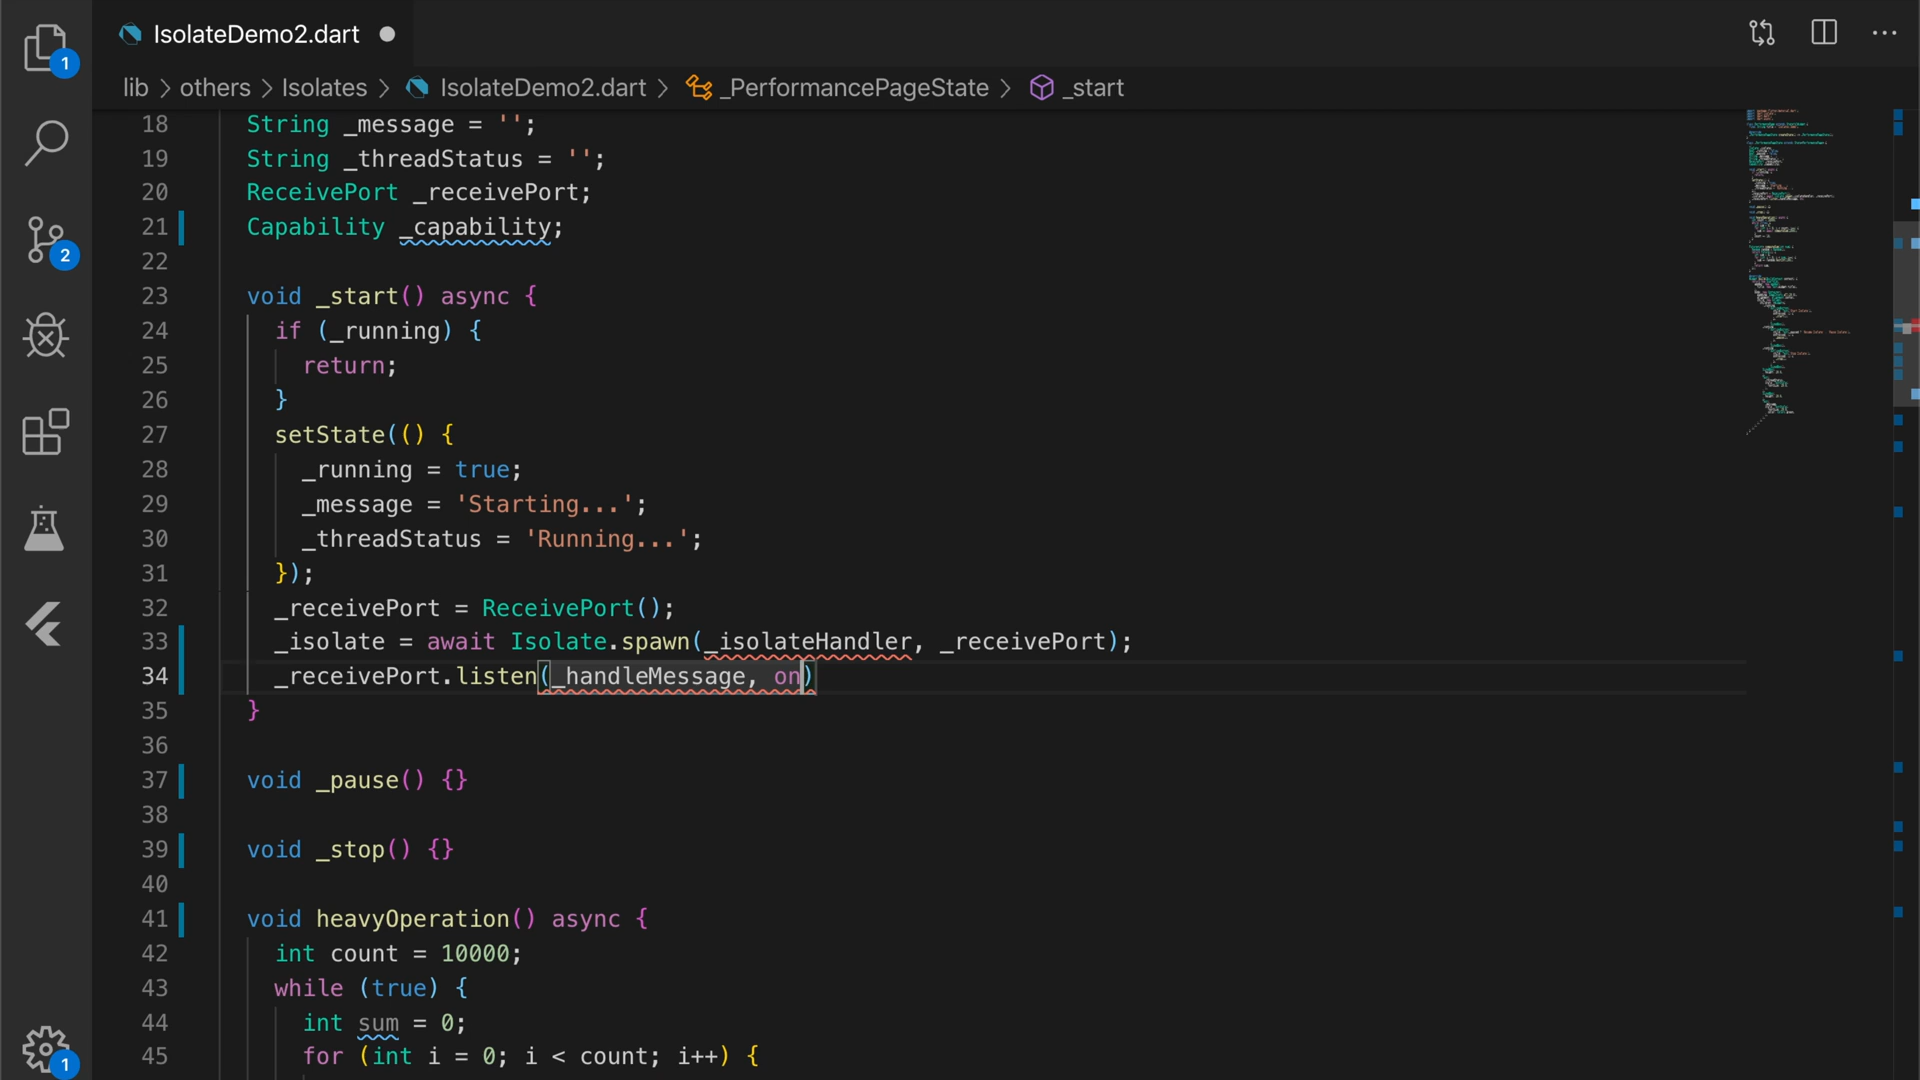 IsolateDemo2.dart
lib > others > Isolates > IsolateDemo2.dart > _PerformancePageState > _start
1
2
1
18 String _message = '';
19 String _threadStatus = '';
20 ReceivePort _receivePort;
21 Capability _capability;
22
23 void _start() async {
24 if (_running) {
25 return;
26 }
27 setState(() {
28 _running = true;
29 _message = 'Starting...';
30 _threadStatus = 'Running...';
31 });
32 _receivePort = ReceivePort();
33 _isolate = await Isolate.spawn(_isolateHandler, _receivePort);
34 _receivePort.listen(_handleMessage, on)
35 }
36
37 void _pause() {}
38
39 void _stop() {}
40
41 void heavyOperation() async {
42 int count = 10000;
43 while (true) {
44 int sum = 0;
45 for (int i = 0; i < count; i++) {